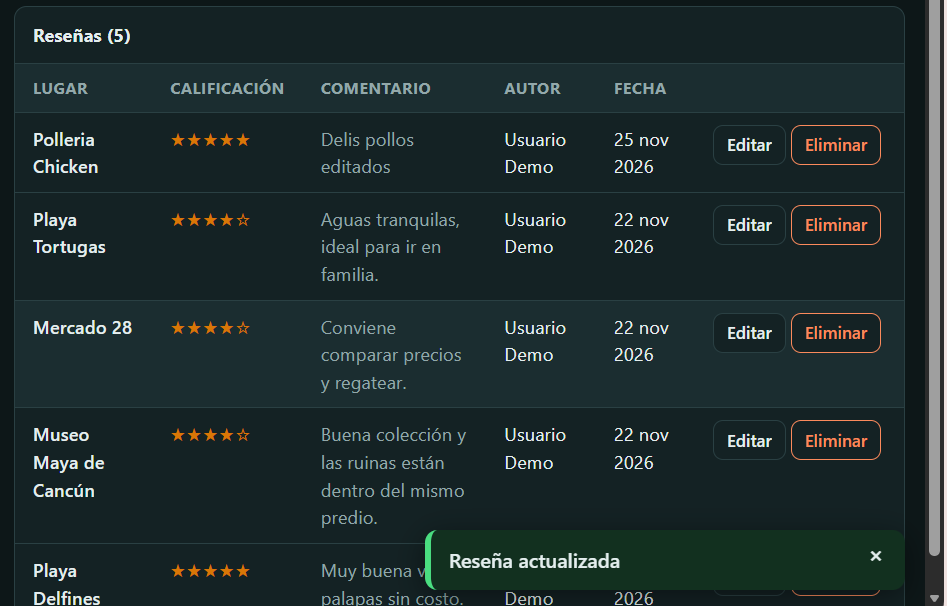 Reseñas (5)
LUGAR CALIFICACIÓN COMENTARIO AUTOR FECHA
Polleria Chicken ★★★★★ Delis pollos editados Usuario Demo 25 nov 2026 Editar Eliminar
Playa Tortugas ★★★★☆ Aguas tranquilas, ideal para ir en familia. Usuario Demo 22 nov 2026 Editar Eliminar
Mercado 28 ★★★★☆ Conviene comparar precios y regatear. Usuario Demo 22 nov 2026 Editar Eliminar
Museo Maya de Cancún ★★★★☆ Buena colección y las ruinas están dentro del mismo predio. Usuario Demo 22 nov 2026 Editar Eliminar
Playa Delfines ★★★★★ Muy buena palapas sin costo. Demo 2026
Reseña actualizada ×